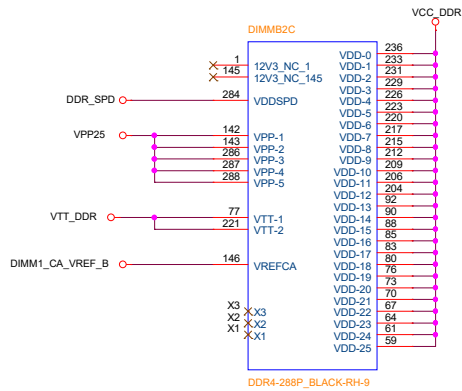 VCC_DDR
DIMMB2C
1 12V3_NC_1
145 12V3_NC_145
DDR_SPD 284 VDDSPD
VPP25 142 VPP-1
143 VPP-2
286 VPP-3
287 VPP-4
288 VPP-5
VTT_DDR 77 VTT-1
221 VTT-2
DIMM1_CA_VREF_B 146 VREFCA
X3 X3
X2 X2
X1 X1
VDD-0 236
VDD-1 233
VDD-2 231
VDD-3 229
VDD-4 226
VDD-5 223
VDD-6 220
VDD-7 217
VDD-8 215
VDD-9 212
VDD-10 209
VDD-11 206
VDD-12 204
VDD-13 92
VDD-14 90
VDD-15 88
VDD-16 85
VDD-17 83
VDD-18 80
VDD-19 76
VDD-20 73
VDD-21 70
VDD-22 67
VDD-23 64
VDD-24 61
VDD-25 59
DDR4-288P_BLACK-RH-9